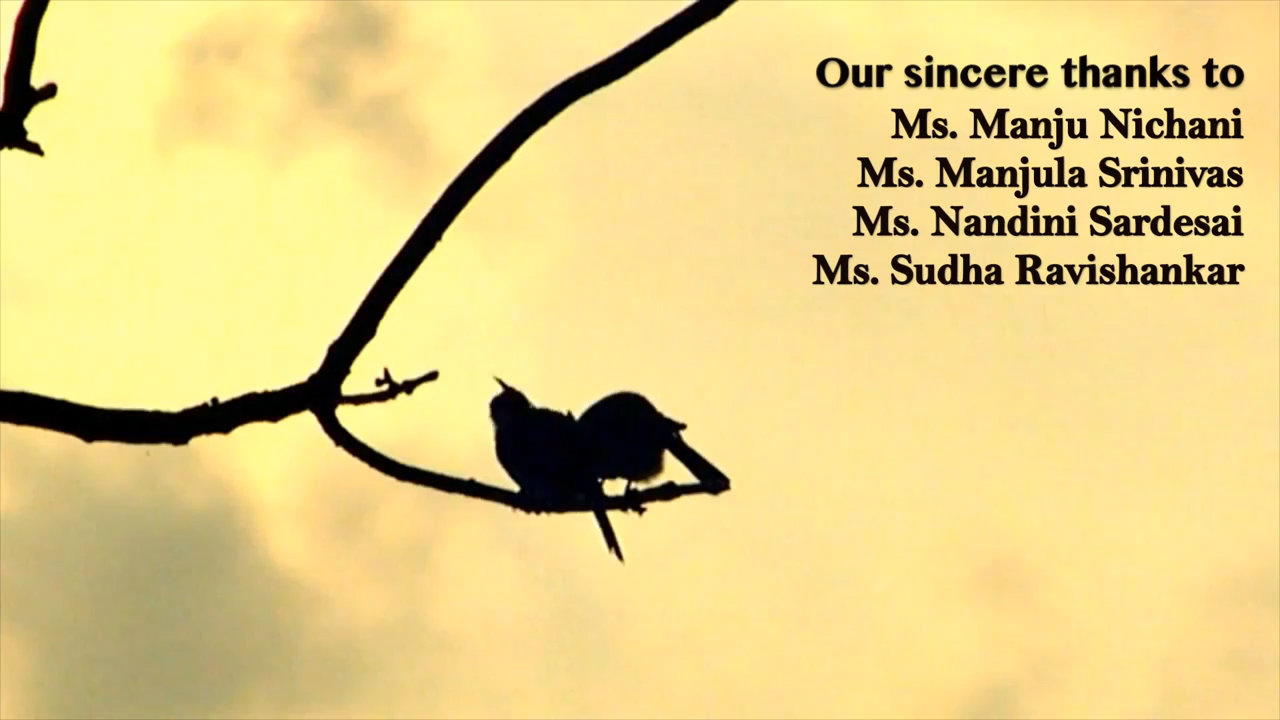 Our sincere thanks to
Ms. Manju Nichani
Ms. Manjula Srinivas
Ms. Nandini Sardesai
Ms. Sudha Ravishankar